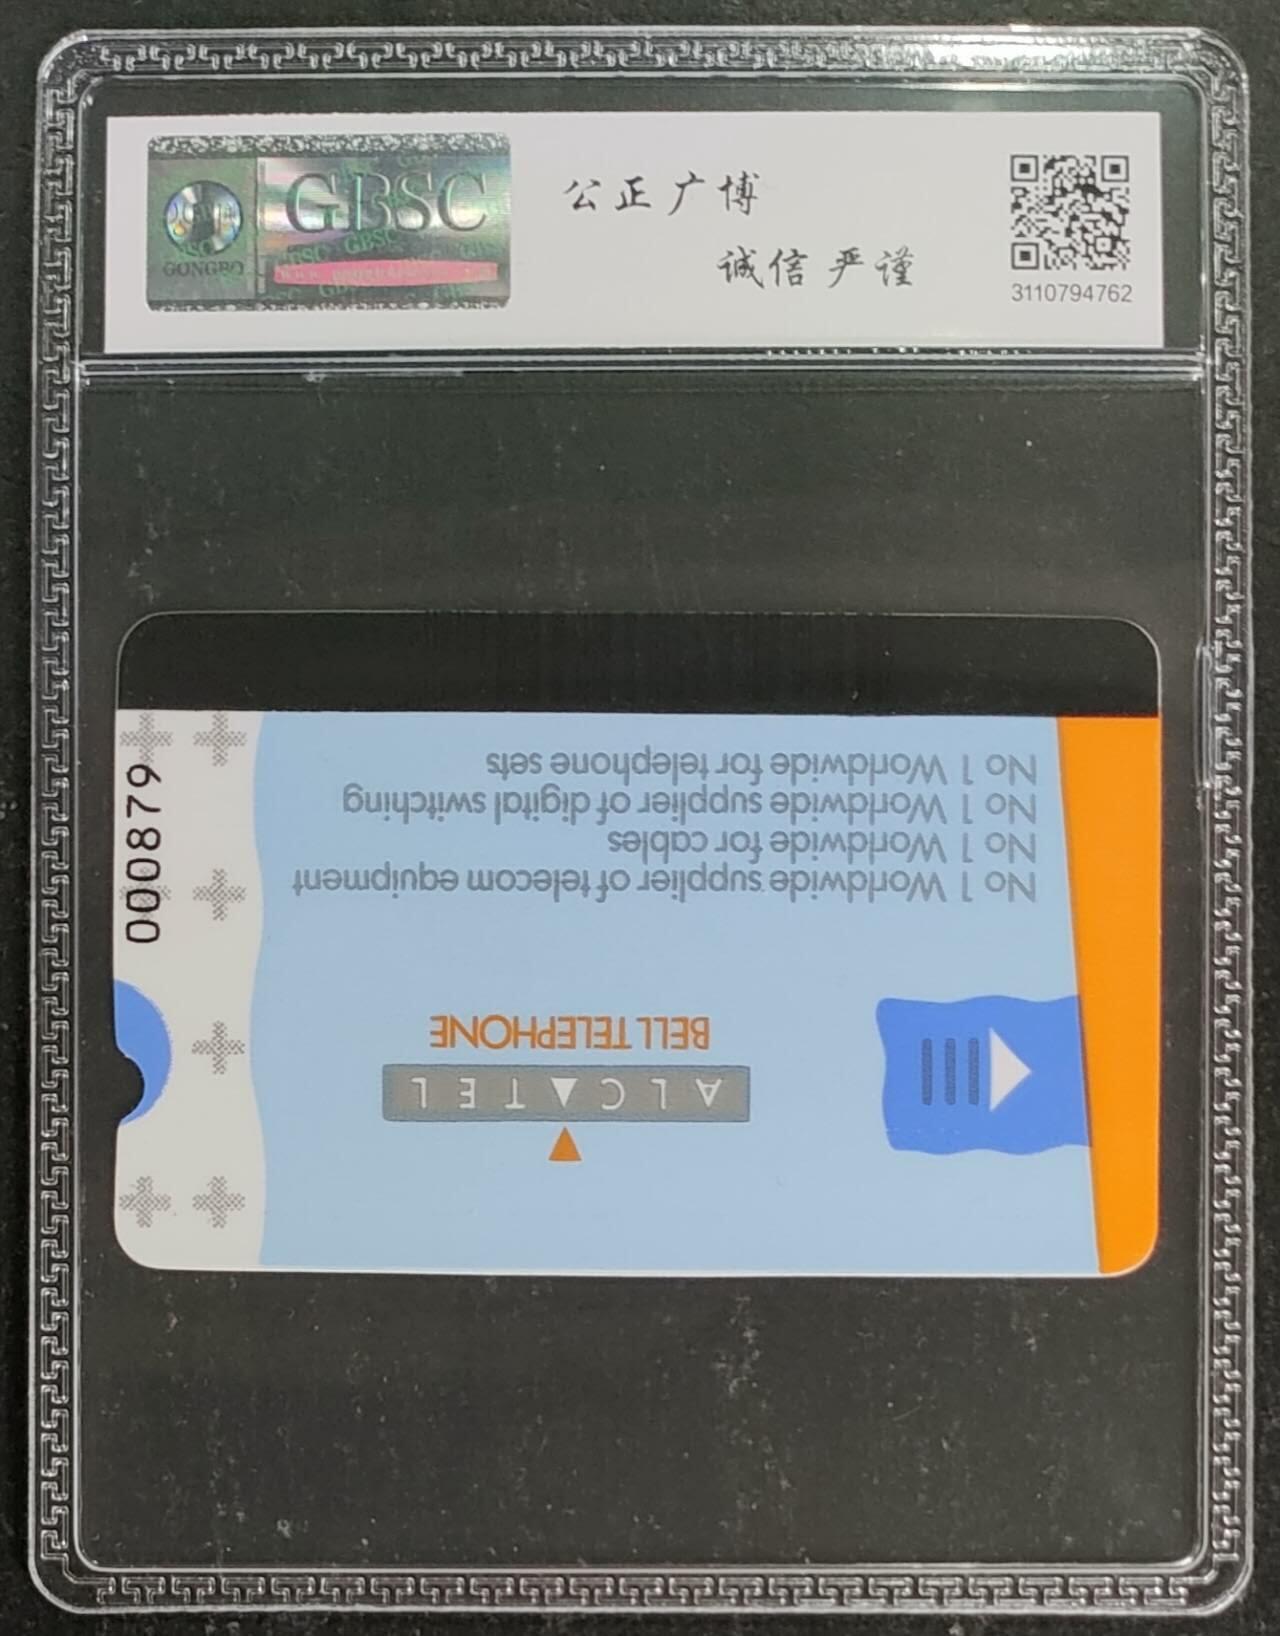 GBSC
GONGBO
公正广博
诚信 严谨
3110794762
000879
ALCATEL
BELL TELEPHONE
No 1 Worldwide supplier of telecom equipment
No 1 Worldwide for cables
No 1 Worldwide supplier of digital switching
No 1 Worldwide for telephone sets